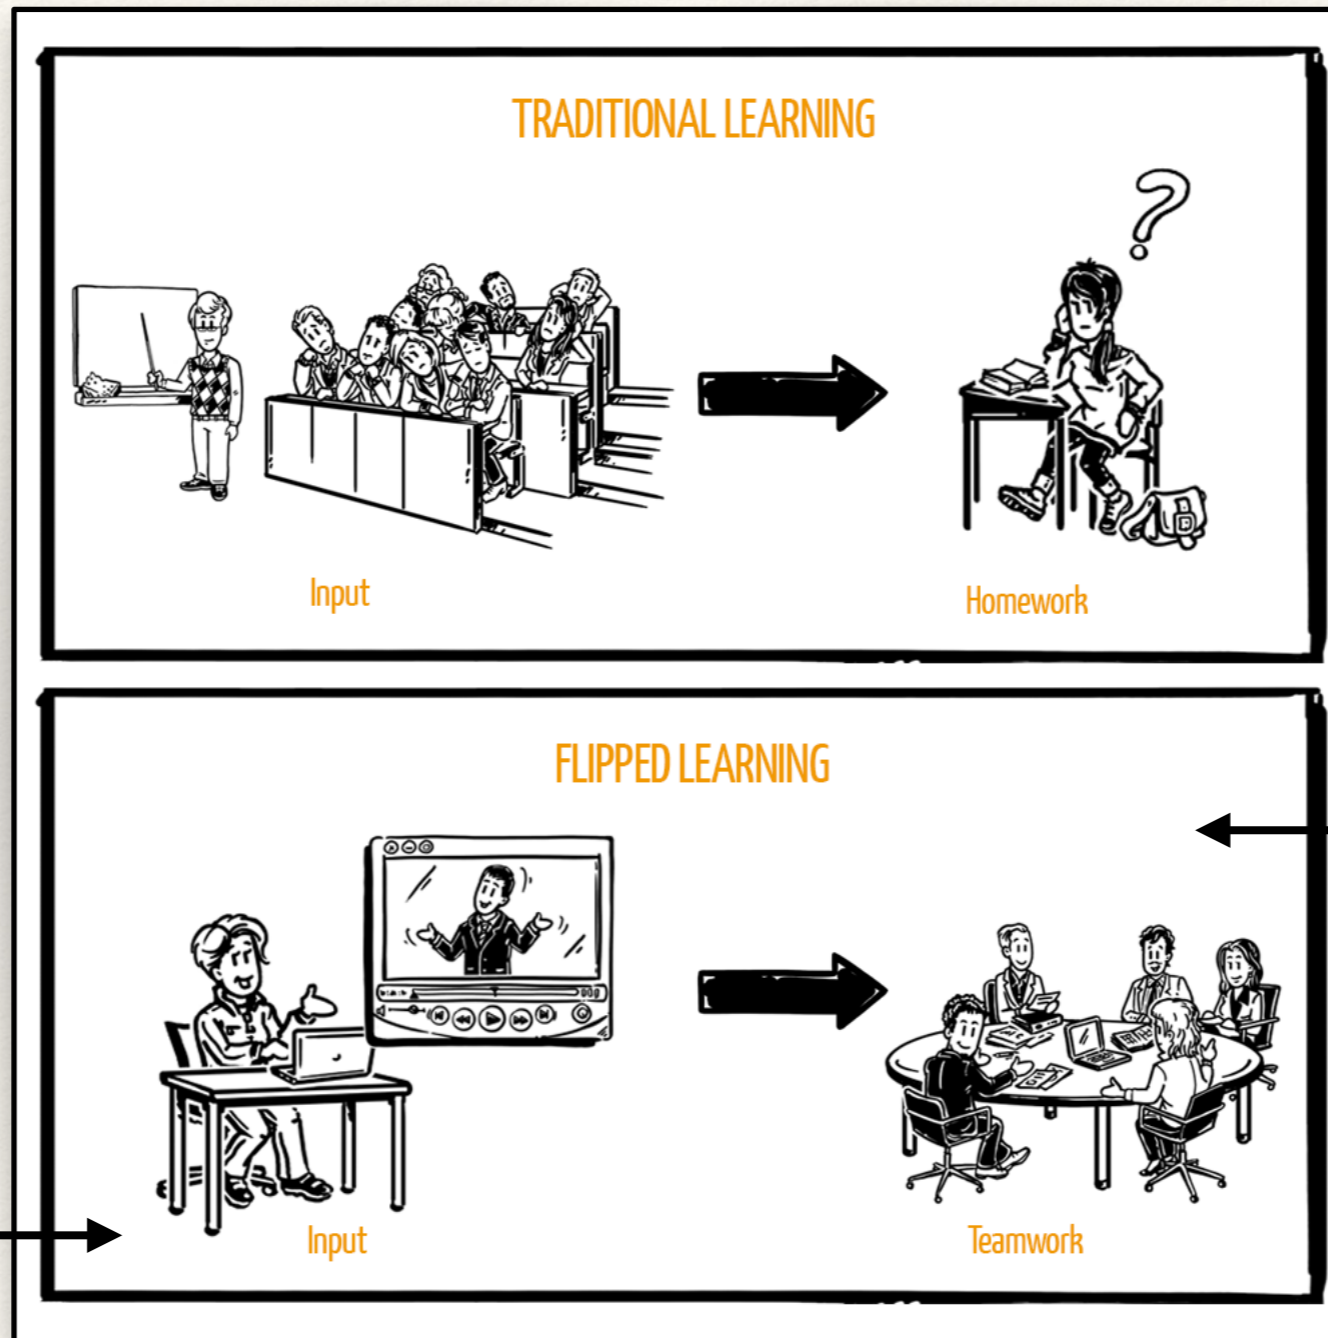 TRADITIONAL LEARNING
?
Input
Homework
FLIPPED LEARNING
Input
Teamwork